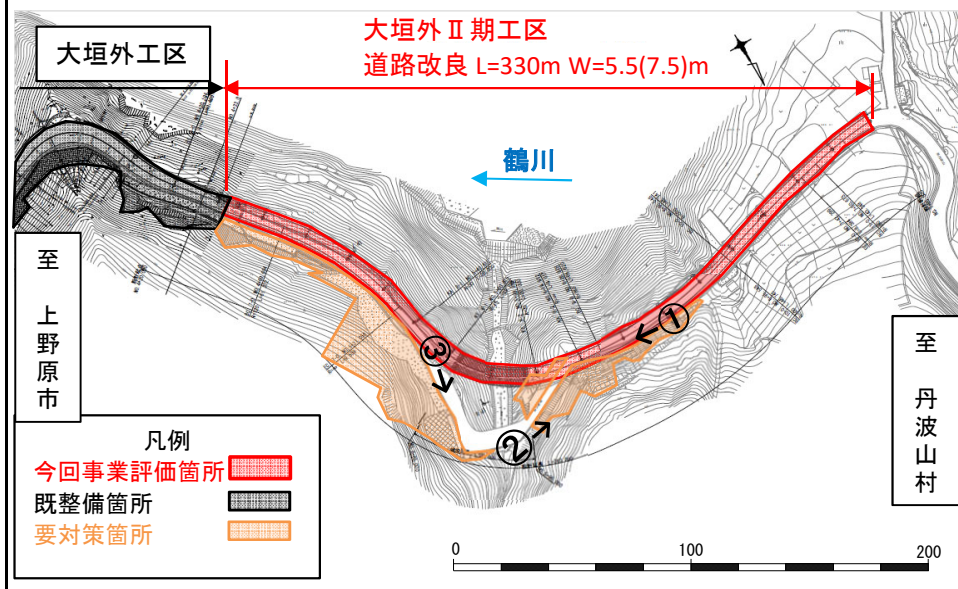 大垣外工区
大垣外Ⅱ期工区
道路改良 L=330m W=5.5(7.5)m
鶴川
至 上野原市
①
②
③
至 丹波山村
凡例
今回事業評価箇所
既整備箇所
要対策箇所
0 100 200